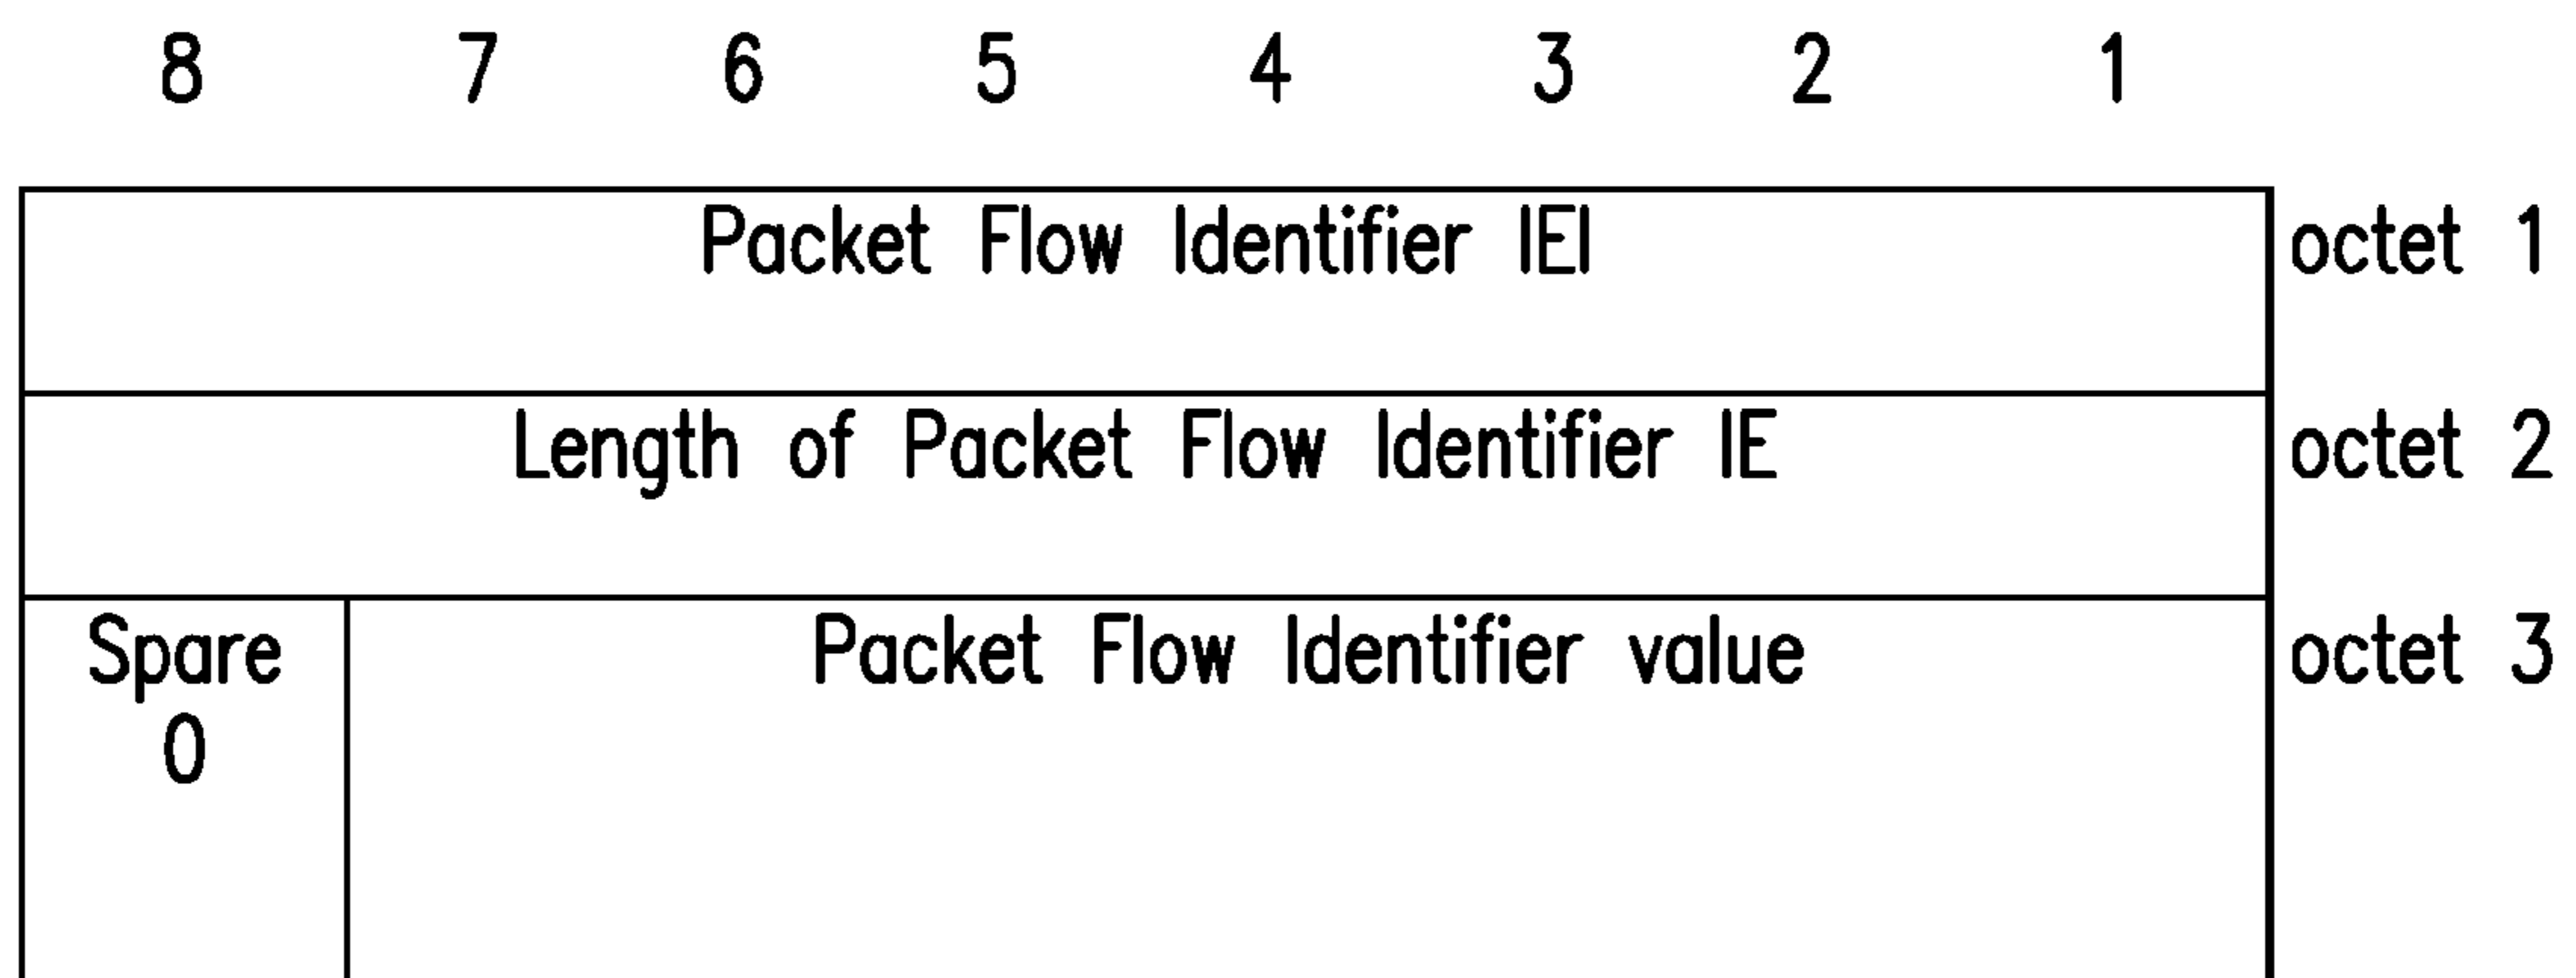 8 7 6 5 4 3 2 1
Packet Flow Identifier IEI octet 1
Length of Packet Flow Identifier IE octet 2
Spare Packet Flow Identifier value octet 3
0